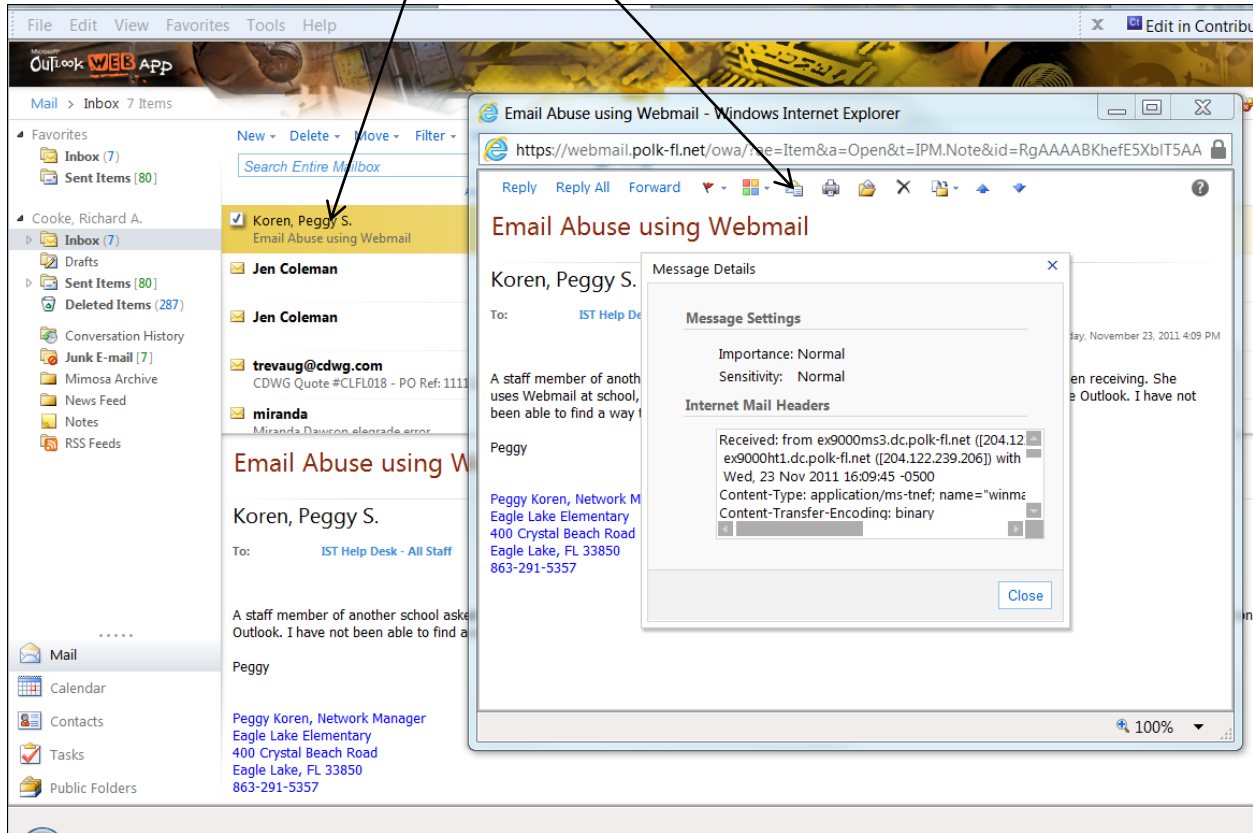 File Edit View Favorites Tools Help
X Edit in Contribu
Microsoft
Outlook WEB App
Mail > Inbox 7 Items
Favorites
Inbox (7)
Sent Items [80]
Cooke, Richard A.
Inbox (7)
Drafts
Sent Items [80]
Deleted Items (287)
Conversation History
Junk E-mail [7]
Mimosa Archive
News Feed
Notes
RSS Feeds
Mail
Calendar
Contacts
Tasks
Public Folders
New Delete Move Filter
Search Entire Mailbox
Koren, Peggy S.
Email Abuse using Webmail
Jen Coleman
Jen Coleman
trevaug@cdwg.com
CDWG Quote #CLFL018 - PO Ref: 1111
miranda
Miranda Dawson elegrade error
Email Abuse using W
Koren, Peggy S.
To: IST Help Desk - All Staff
A staff member of another school aske
Outlook. I have not been able to find a
Peggy
Peggy Koren, Network Manager
Eagle Lake Elementary
400 Crystal Beach Road
Eagle Lake, FL 33850
863-291-5357
Email Abuse using Webmail - Windows Internet Explorer
https://webmail.polk-fl.net/owa/?ae=Item&a=Open&t=IPM.Note&id=RgAAAABKhefE5XbIT5AA
Reply Reply All Forward
Email Abuse using Webmail
Koren, Peggy S.
To: IST Help De
day, November 23, 2011 4:09 PM
A staff member of anoth
en receiving. She
uses Webmail at school,
e Outlook. I have not
been able to find a way t
Peggy
Peggy Koren, Network M
Eagle Lake Elementary
400 Crystal Beach Road
Eagle Lake, FL 33850
863-291-5357
Message Details
Message Settings
Importance: Normal
Sensitivity: Normal
Internet Mail Headers
Received: from ex9000ms3.dc.polk-fl.net ([204.12
ex9000ht1.dc.polk-fl.net ([204.122.239.206]) with
Wed, 23 Nov 2011 16:09:45 -0500
Content-Type: application/ms-tnef; name="winma
Content-Transfer-Encoding: binary
Close
100%